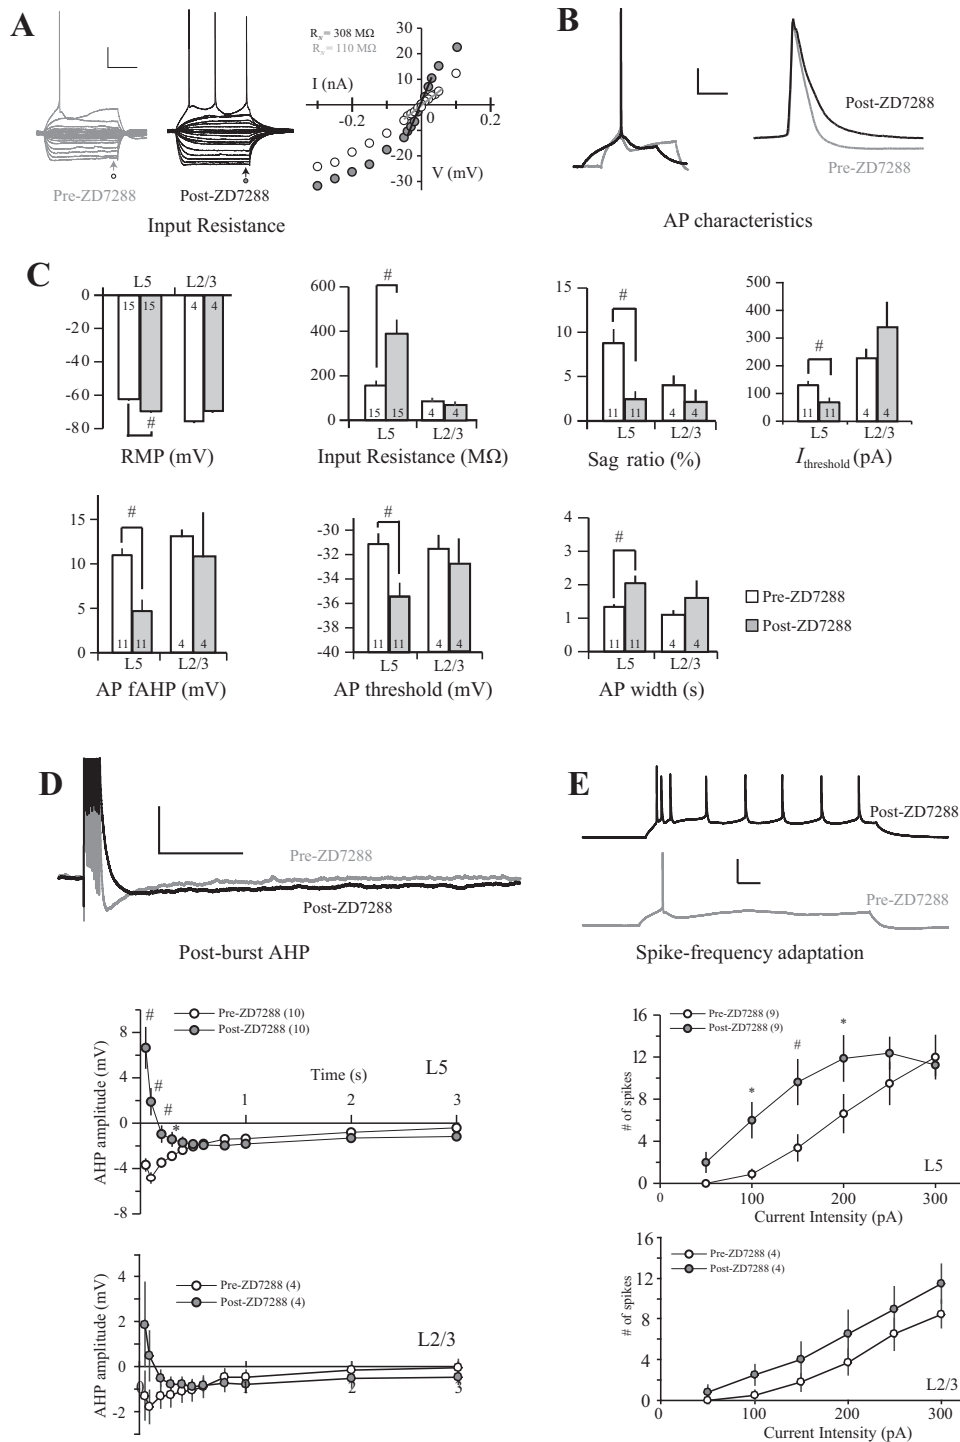 A
R_N= 308 MΩ
R_N= 110 MΩ
I (nA)
30
20
10
-0.2
0
0.2
-10
-20
-30
V (mV)
Pre-ZD7288
Post-ZD7288
Input Resistance
B
Post-ZD7288
Pre-ZD7288
AP characteristics
C
L5 L2/3
0
-20
-40
-60
-80
15 15 4 4
#
RMP (mV)
600
400
200
0
#
15 15 4 4
L5 L2/3
Input Resistance (MΩ)
15
10
5
0
#
11 11 4 4
L5 L2/3
Sag ratio (%)
500
400
300
200
100
0
#
11 11 4 4
L5 L2/3
I threshold (pA)
15
10
5
0
#
11 11 4 4
L5 L2/3
AP fAHP (mV)
-30
-32
-34
-36
-38
-40
#
11 11 4 4
L5 L2/3
AP threshold (mV)
4
3
2
1
0
#
11 11 4 4
L5 L2/3
AP width (s)
Pre-ZD7288
Post-ZD7288
D
Pre-ZD7288
Post-ZD7288
Post-burst AHP
E
Post-ZD7288
Pre-ZD7288
Spike-frequency adaptation
AHP amplitude (mV)
8
4
0
-4
-8
#
#
#
*
Pre-ZD7288 (10)
Post-ZD7288 (10)
L5
Time (s)
1 2 3
# of spikes
16
12
8
4
0
Pre-ZD7288 (9)
Post-ZD7288 (9)
*
#
*
L5
0 100 200 300
Current Intensity (pA)
AHP amplitude (mV)
4
2
0
-2
Pre-ZD7288 (4)
Post-ZD7288 (4)
L2/3
0 1 2 3
# of spikes
16
12
8
4
0
Pre-ZD7288 (4)
Post-ZD7288 (4)
L2/3
0 100 200 300
Current Intensity (pA)